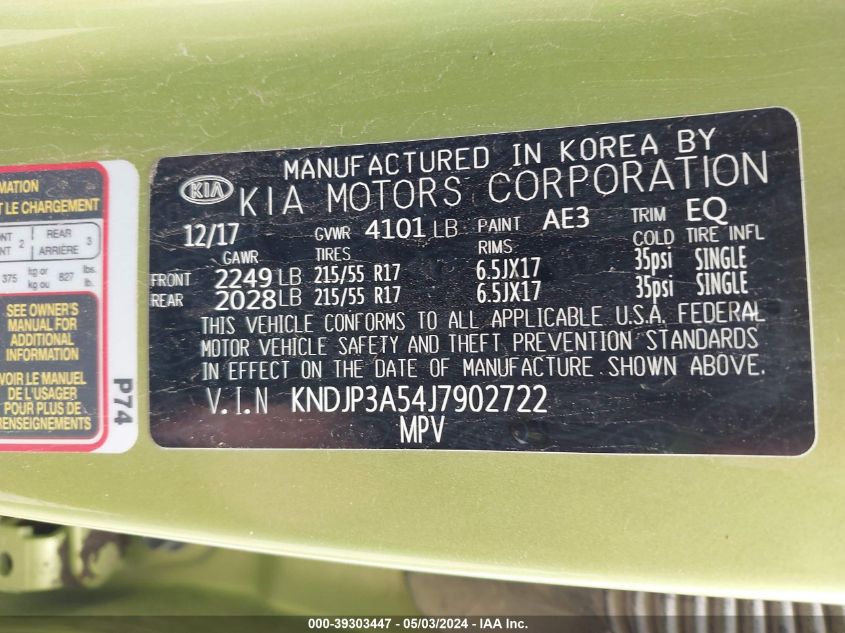 MANUFACTURED IN KOREA BY
KIA KIA MOTORS CORPORATION
12/17 GVWR 4101 LB PAINT AE3 TRIM EQ
GAWR TIRES RIMS COLD TIRE INFL
FRONT 2249 LB 215/55 R17 6.5JX17 35psi SINGLE
REAR 2028 LB 215/55 R17 6.5JX17 35psi SINGLE
THIS VEHICLE CONFORMS TO ALL APPLICABLE U.S.A. FEDERAL
MOTOR VEHICLE SAFETY AND THEFT PREVENTION STANDARDS
IN EFFECT ON THE DATE OF MANUFACTURE SHOWN ABOVE.
V.I.N KNDJP3A54J7902722
MPV
LE CHARGEMENT
2 REAR 3
ARRIÈRE
375 kg or 827 lbs.
kg ou lb.
SEE OWNER'S
MANUAL FOR
ADDITIONAL
INFORMATION
VOIR LE MANUEL
DE L'USAGER
POUR PLUS DE
RENSEIGNEMENTS
P74
000-39303447 - 05/03/2024 - IAA Inc.